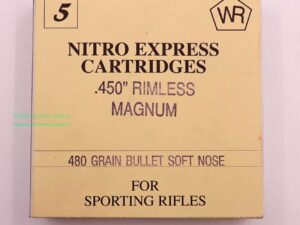 5
WR
NITRO EXPRESS
CARTRIDGES
.450" RIMLESS
MAGNUM
480 GRAIN BULLET SOFT NOSE
FOR
SPORTING RIFLES